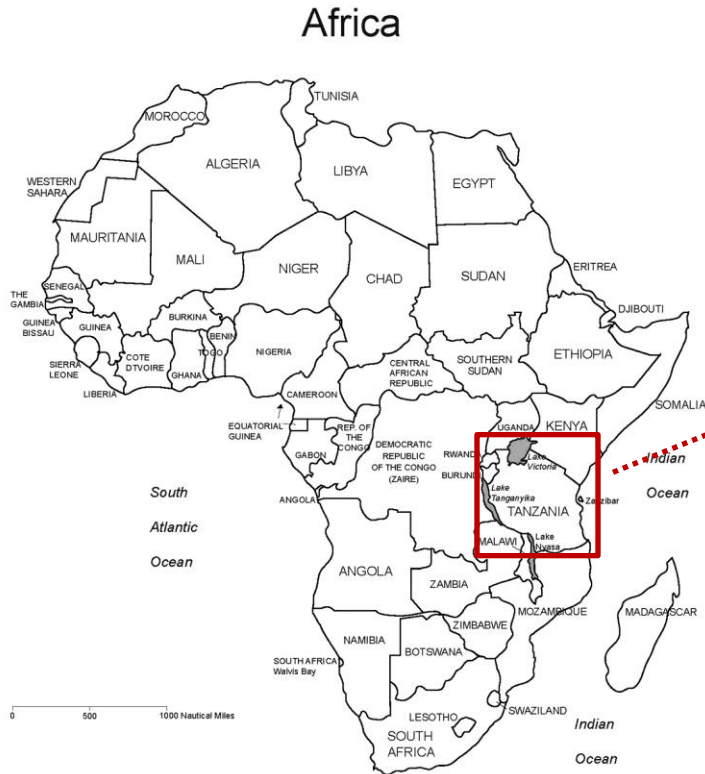 Africa
TUNISIA
MOROCCO
ALGERIA
LIBYA
EGYPT
WESTERN
SAHARA
MAURITANIA
MALI
NIGER
CHAD
SUDAN
ERITREA
SENEGAL
THE
GAMBIA
DJIBOUTI
GUINEA
BISSAU
GUINEA
BURKINA
BENIN
TOGO
NIGERIA
SOUTHERN
SUDAN
ETHIOPIA
SIERRA
LEONE
COTE
DTVOIRE
GHANA
CENTRAL
AFRICAN
REPUBLIC
LIBERIA
CAMEROON
SOMALIA
EQUATORIAL
GUINEA
UGANDA
KENYA
REP. OF
THE
CONGO
GABON
DEMOCRATIC
REPUBLIC
OF THE CONGO
(ZAIRE)
RWAND
Lake
Victoria
BURUND
Lake
Tanganyika
Indian
Ocean
Zanzibar
TANZANIA
ANGOLA
South
Atlantic
Ocean
MALAWI
Lake
Nyasa
ANGOLA
ZAMBIA
MOZAMBIQUE
MADAGASCAR
ZIMBABWE
NAMIBIA
BOTSWANA
SOUTH AFRICA
Walvis Bay
SWAZILAND
LESOTHO
SOUTH
AFRICA
Indian
Ocean
0 500 1000 Nautical Miles